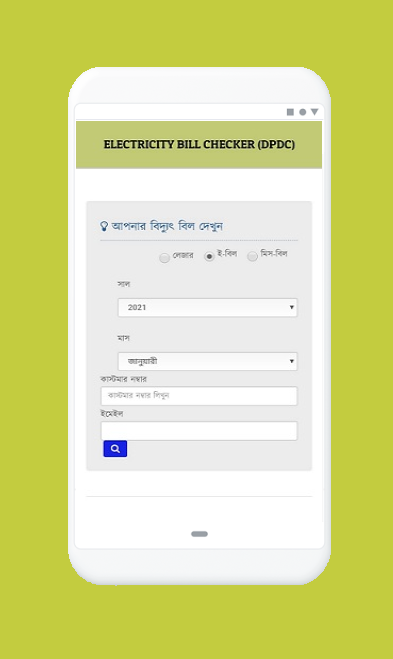 ELECTRICITY BILL CHECKER (DPDC)
আপনার বিদ্যুৎ বিল দেখুন
লেজার ই-বিল মিস-বিল
সাল
2021
মাস
জানুয়ারী
কাস্টমার নম্বার
কাস্টমার নম্বার লিখুন
ইমেইল